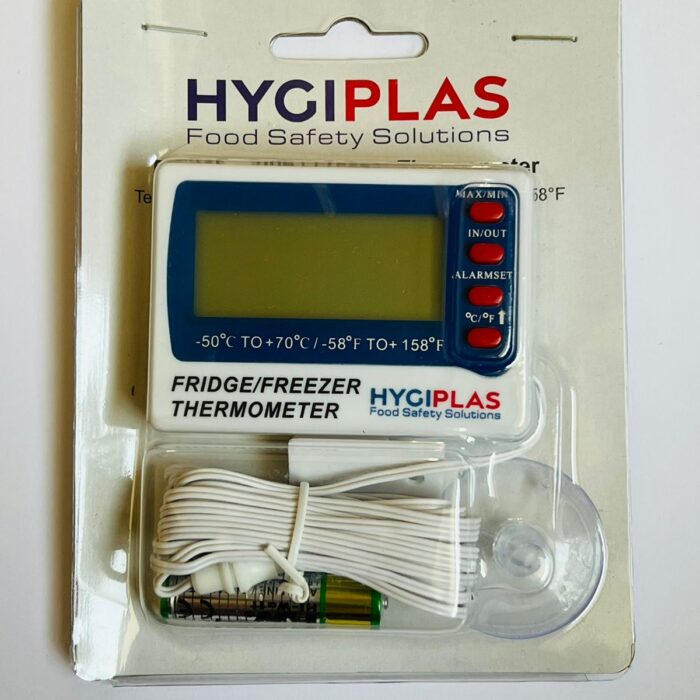 HYGIPLAS
Food Safety Solutions
58°F
MAX/MIN
IN/OUT
ALARMSET
°C/°F ⬆
-50°C TO +70°C / -58°F TO+ 158°F
FRIDGE/FREEZER
THERMOMETER
HYGIPLAS
Food Safety Solutions